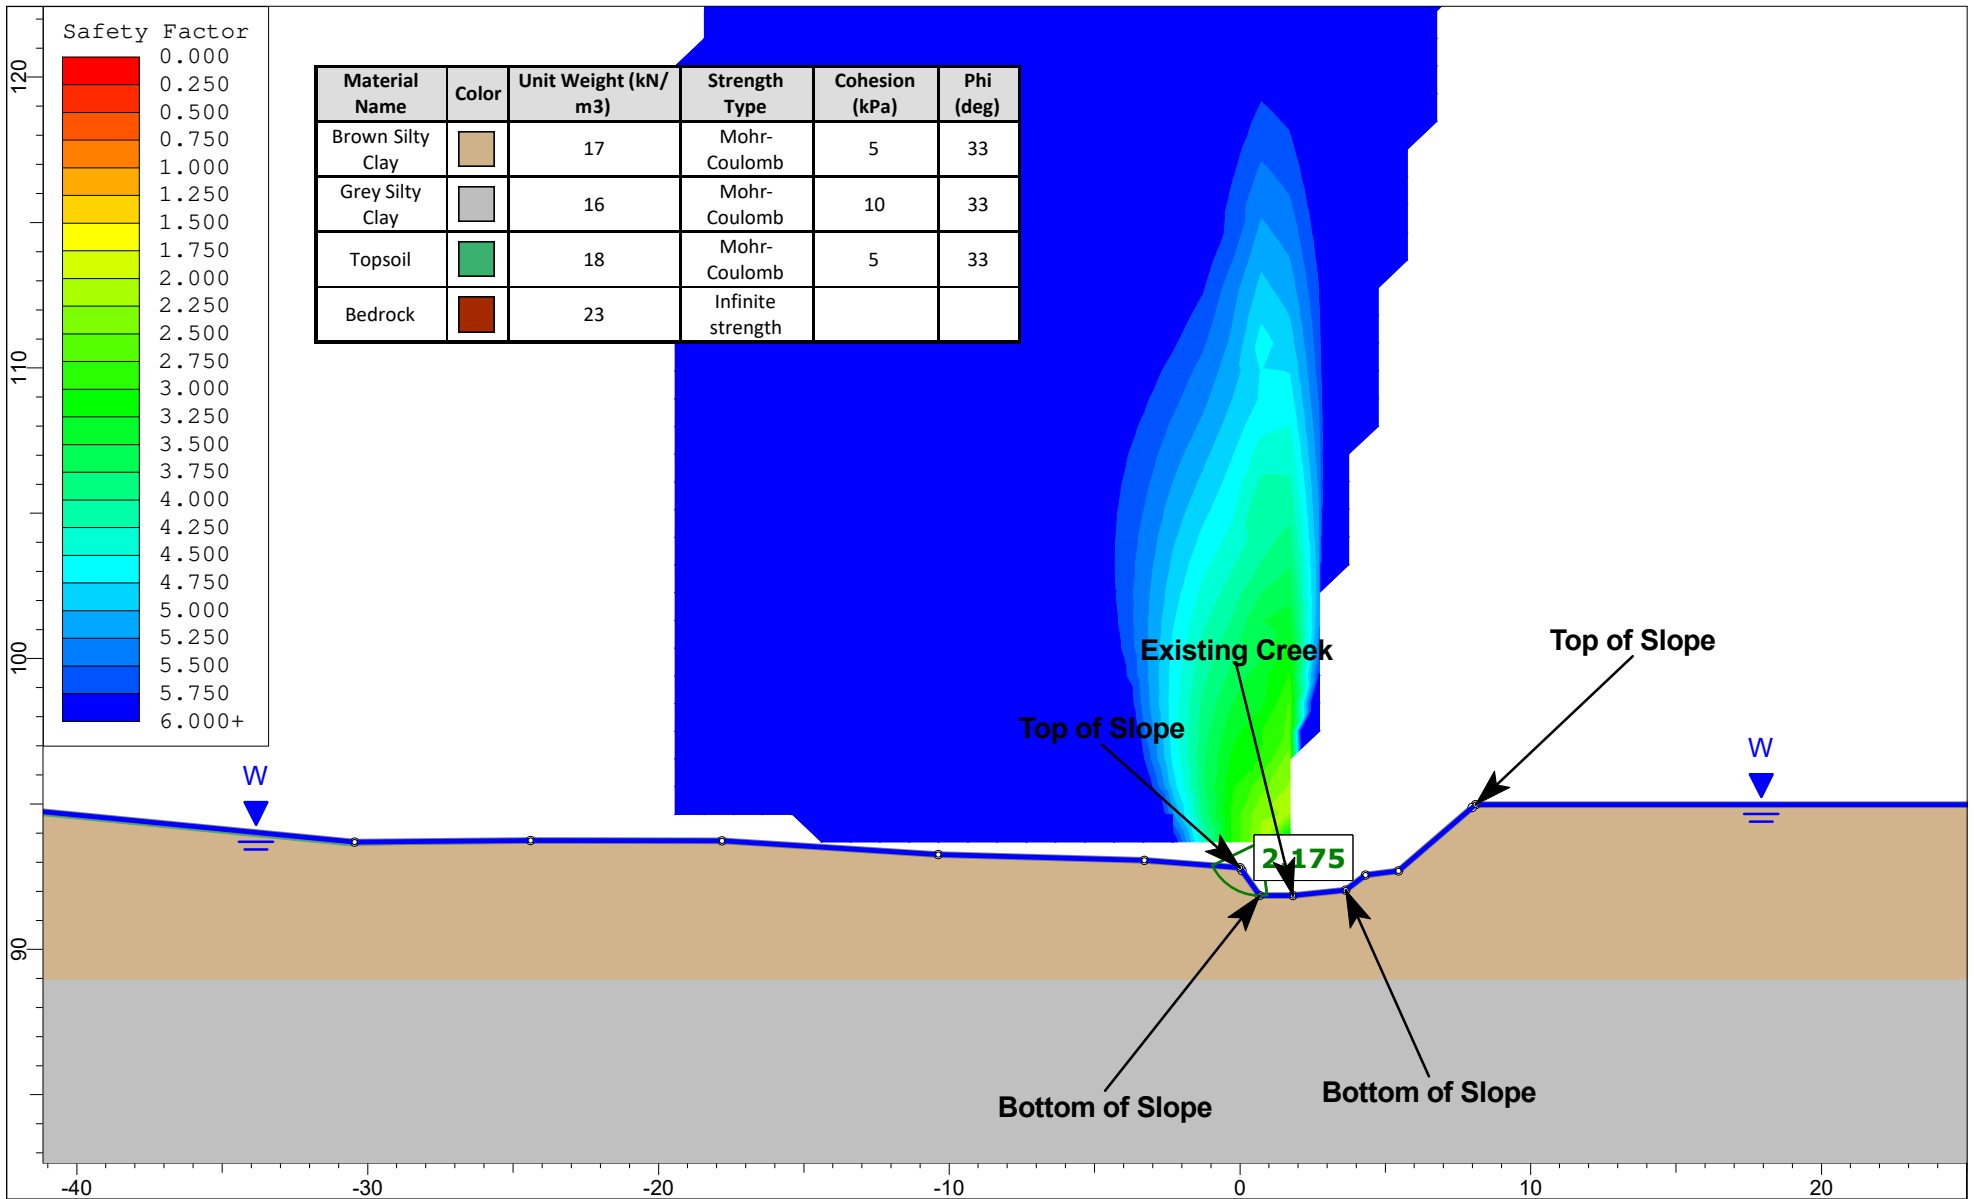 Safety Factor
0.000
0.250
0.500
0.750
1.000
1.250
1.500
1.750
2.000
2.250
2.500
2.750
3.000
3.250
3.500
3.750
4.000
4.250
4.500
4.750
5.000
5.250
5.500
5.750
6.000+
Material Name Color Unit Weight (kN/m3) Strength Type Cohesion (kPa) Phi (deg)
Brown Silty Clay 17 Mohr-Coulomb 5 33
Grey Silty Clay 16 Mohr-Coulomb 10 33
Topsoil 18 Mohr-Coulomb 5 33
Bedrock 23 Infinite strength
120
110
100
90
Existing Creek
Top of Slope
Top of Slope
W
W
2.175
Bottom of Slope
Bottom of Slope
-40 -30 -20 -10 0 10 20